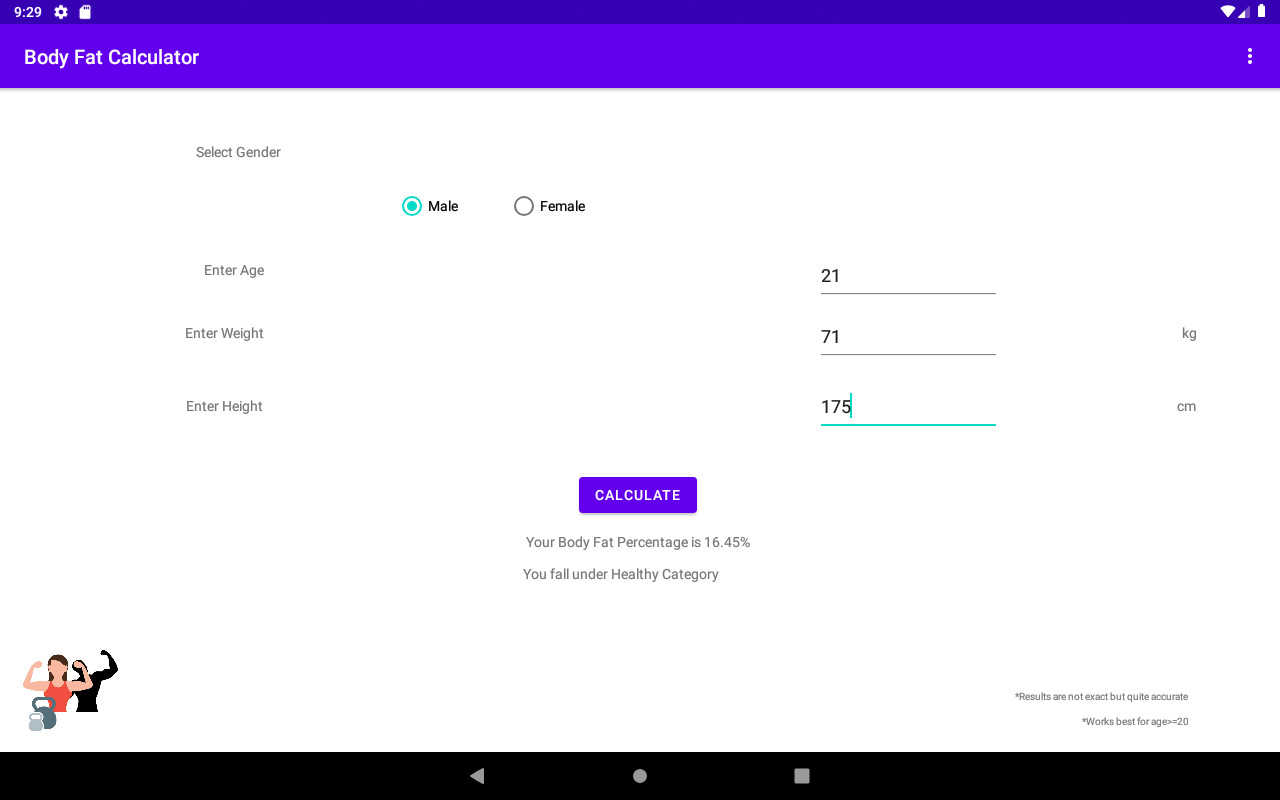 9:29
Body Fat Calculator
Select Gender
Male Female
Enter Age 21
Enter Weight 71 kg
Enter Height 175 cm
CALCULATE
Your Body Fat Percentage is 16.45%
You fall under Healthy Category
*Results are not exact but quite accurate
*Works best for age>=20